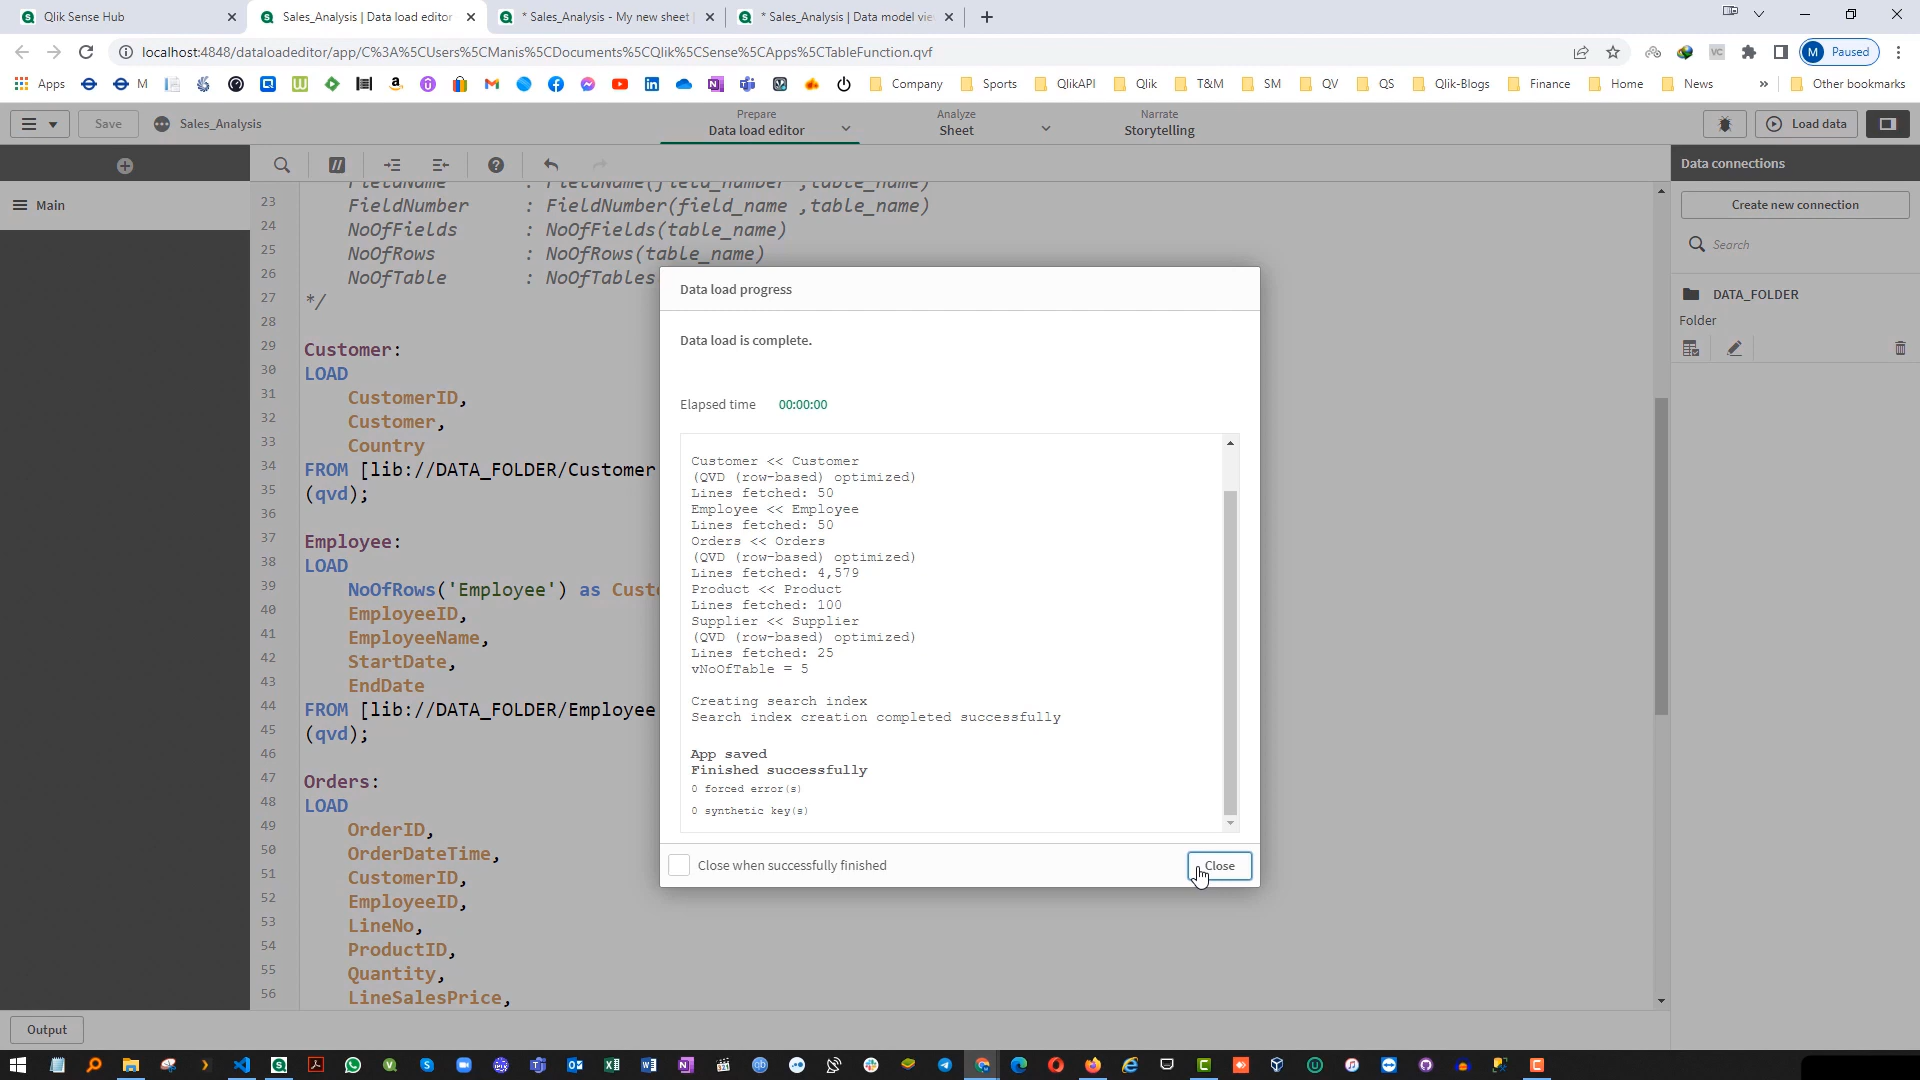 Qlik Sense Hub
Sales_Analysis | Data load editor
* Sales_Analysis - My new sheet
* Sales_Analysis | Data model vie
localhost:4848/dataloadeditor/app/C%3A%5CUsers%5CManis%5CDocuments%5CQlik%5CSense%5CApps%5CTableFunction.qvf
M Paused
Apps
M
Company
Sports
QlikAPI
Qlik
T&M
SM
QV
QS
Qlik-Blogs
Finance
Home
News
»
Other bookmarks
Save
Sales_Analysis
Prepare
Data load editor
Analyze
Sheet
Narrate
Storytelling
Load data
Main
Data connections
Create new connection
Search
DATA_FOLDER
Folder
FieldName : FieldName(field_number ,table_name)
23 FieldNumber : FieldNumber(field_name ,table_name)
24 NoOfFields : NoOfFields(table_name)
25 NoOfRows : NoOfRows(table_name)
26 NoOfTable : NoOfTables
27 */
28
29 Customer:
30 LOAD
31 CustomerID,
32 Customer,
33 Country
34 FROM [lib://DATA_FOLDER/Customer
35 (qvd);
36
37 Employee:
38 LOAD
39 NoOfRows('Employee') as Custo
40 EmployeeID,
41 EmployeeName,
42 StartDate,
43 EndDate
44 FROM [lib://DATA_FOLDER/Employee
45 (qvd);
46
47 Orders:
48 LOAD
49 OrderID,
50 OrderDateTime,
51 CustomerID,
52 EmployeeID,
53 LineNo,
54 ProductID,
55 Quantity,
56 LineSalesPrice,
Data load progress
Data load is complete.
Elapsed time 00:00:00
Customer << Customer
(QVD (row-based) optimized)
Lines fetched: 50
Employee << Employee
Lines fetched: 50
Orders << Orders
(QVD (row-based) optimized)
Lines fetched: 4,579
Product << Product
Lines fetched: 100
Supplier << Supplier
(QVD (row-based) optimized)
Lines fetched: 25
vNoOfTable = 5
Creating search index
Search index creation completed successfully
App saved
Finished successfully
0 forced error(s)
0 synthetic key(s)
Close when successfully finished
Close
Output